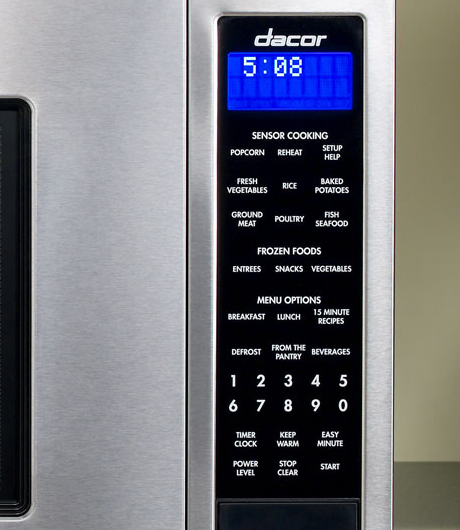 dacor
5:08
SENSOR COOKING
POPCORN REHEAT SETUP HELP
FRESH VEGETABLES RICE BAKED POTATOES
GROUND MEAT POULTRY FISH SEAFOOD
FROZEN FOODS
ENTREES SNACKS VEGETABLES
MENU OPTIONS
BREAKFAST LUNCH 15 MINUTE RECIPES
DEFROST FROM THE PANTRY BEVERAGES
1 2 3 4 5
6 7 8 9 0
TIMER CLOCK KEEP WARM EASY MINUTE
POWER LEVEL STOP CLEAR START